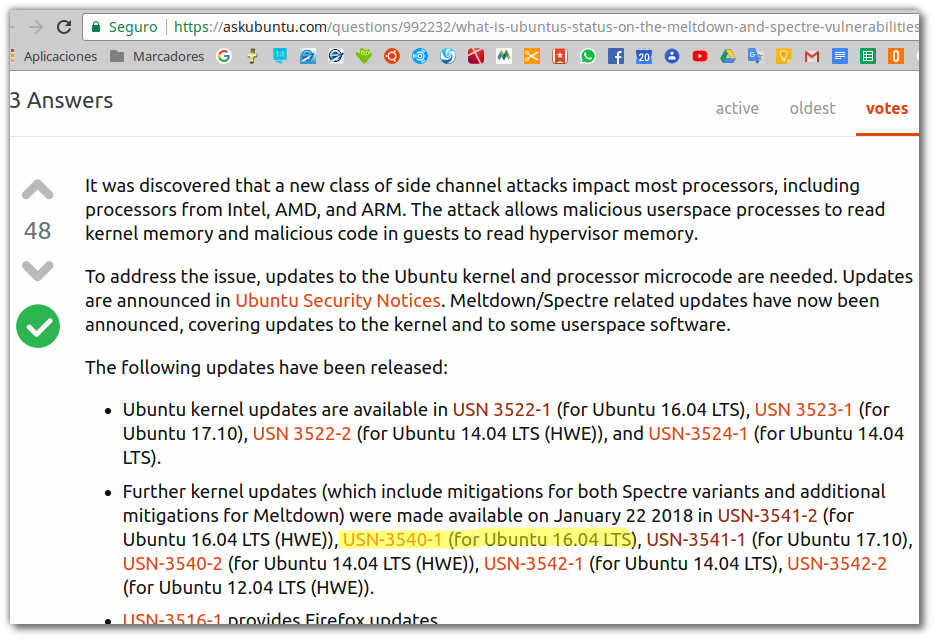 Seguro https://askubuntu.com/questions/992232/what-is-ubuntus-status-on-the-meltdown-and-spectre-vulnerabilities
Aplicaciones Marcadores
3 Answers
active oldest votes
48
It was discovered that a new class of side channel attacks impact most processors, including
processors from Intel, AMD, and ARM. The attack allows malicious userspace processes to read
kernel memory and malicious code in guests to read hypervisor memory.
To address the issue, updates to the Ubuntu kernel and processor microcode are needed. Updates
are announced in Ubuntu Security Notices. Meltdown/Spectre related updates have now been
announced, covering updates to the kernel and to some userspace software.
The following updates have been released:
• Ubuntu kernel updates are available in USN 3522-1 (for Ubuntu 16.04 LTS), USN 3523-1 (for
Ubuntu 17.10), USN 3522-2 (for Ubuntu 14.04 LTS (HWE)), and USN-3524-1 (for Ubuntu 14.04
LTS).
• Further kernel updates (which include mitigations for both Spectre variants and additional
mitigations for Meltdown) were made available on January 22 2018 in USN-3541-2 (for
Ubuntu 16.04 LTS (HWE)), USN-3540-1 (for Ubuntu 16.04 LTS), USN-3541-1 (for Ubuntu 17.10),
USN-3540-2 (for Ubuntu 14.04 LTS (HWE)), USN-3542-1 (for Ubuntu 14.04 LTS), USN-3542-2
(for Ubuntu 12.04 LTS (HWE)).
• USN-3516-1 provides Firefox updates.